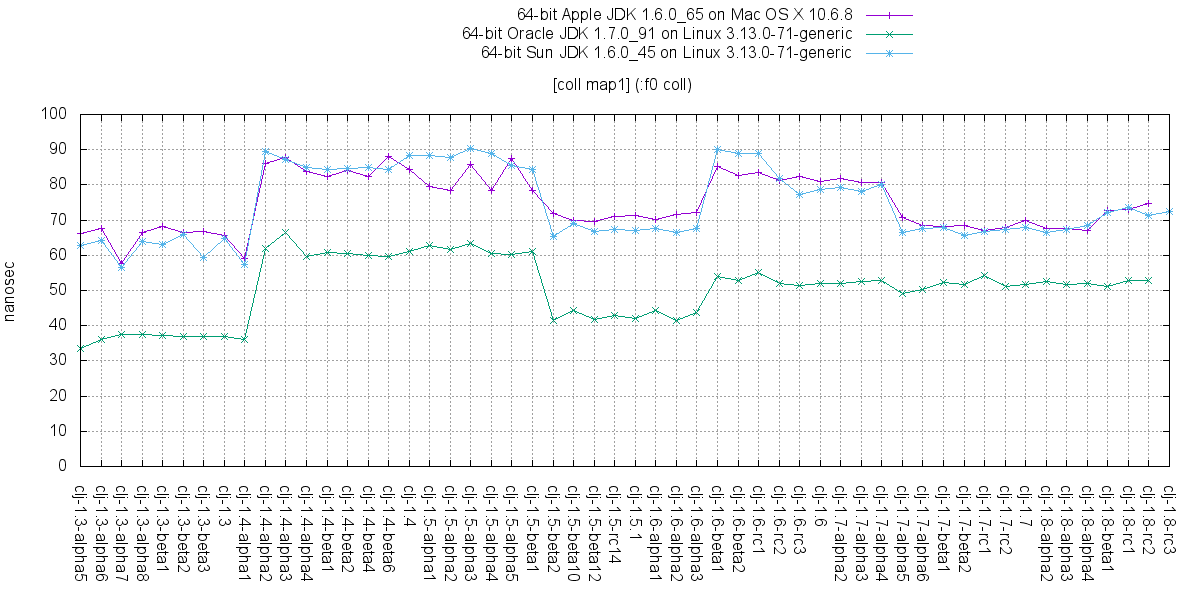 64-bit Apple JDK 1.6.0_65 on Mac OS X 10.6.8
64-bit Oracle JDK 1.7.0_91 on Linux 3.13.0-71-generic
64-bit Sun JDK 1.6.0_45 on Linux 3.13.0-71-generic
[coll map1] (:f0 coll)
100
90
80
70
60
50
40
30
20
10
0
nanosec
clj-1.3-alpha5
clj-1.3-alpha6
clj-1.3-alpha7
clj-1.3-alpha8
clj-1.3-beta1
clj-1.3-beta2
clj-1.3-beta3
clj-1.3
clj-1.4-alpha1
clj-1.4-alpha2
clj-1.4-alpha3
clj-1.4-alpha4
clj-1.4-beta1
clj-1.4-beta2
clj-1.4-beta4
clj-1.4-beta6
clj-1.4
clj-1.5-alpha1
clj-1.5-alpha2
clj-1.5-alpha3
clj-1.5-alpha4
clj-1.5-alpha5
clj-1.5-beta1
clj-1.5-beta2
clj-1.5-beta10
clj-1.5-beta12
clj-1.5-rc14
clj-1.5.1
clj-1.6-alpha1
clj-1.6-alpha2
clj-1.6-alpha3
clj-1.6-beta1
clj-1.6-beta2
clj-1.6-rc1
clj-1.6-rc2
clj-1.6-rc3
clj-1.6
clj-1.7-alpha2
clj-1.7-alpha3
clj-1.7-alpha4
clj-1.7-alpha5
clj-1.7-alpha6
clj-1.7-beta1
clj-1.7-beta2
clj-1.7-rc1
clj-1.7-rc2
clj-1.7
clj-1.8-alpha2
clj-1.8-alpha3
clj-1.8-alpha4
clj-1.8-beta1
clj-1.8-rc1
clj-1.8-rc2
clj-1.8-rc3